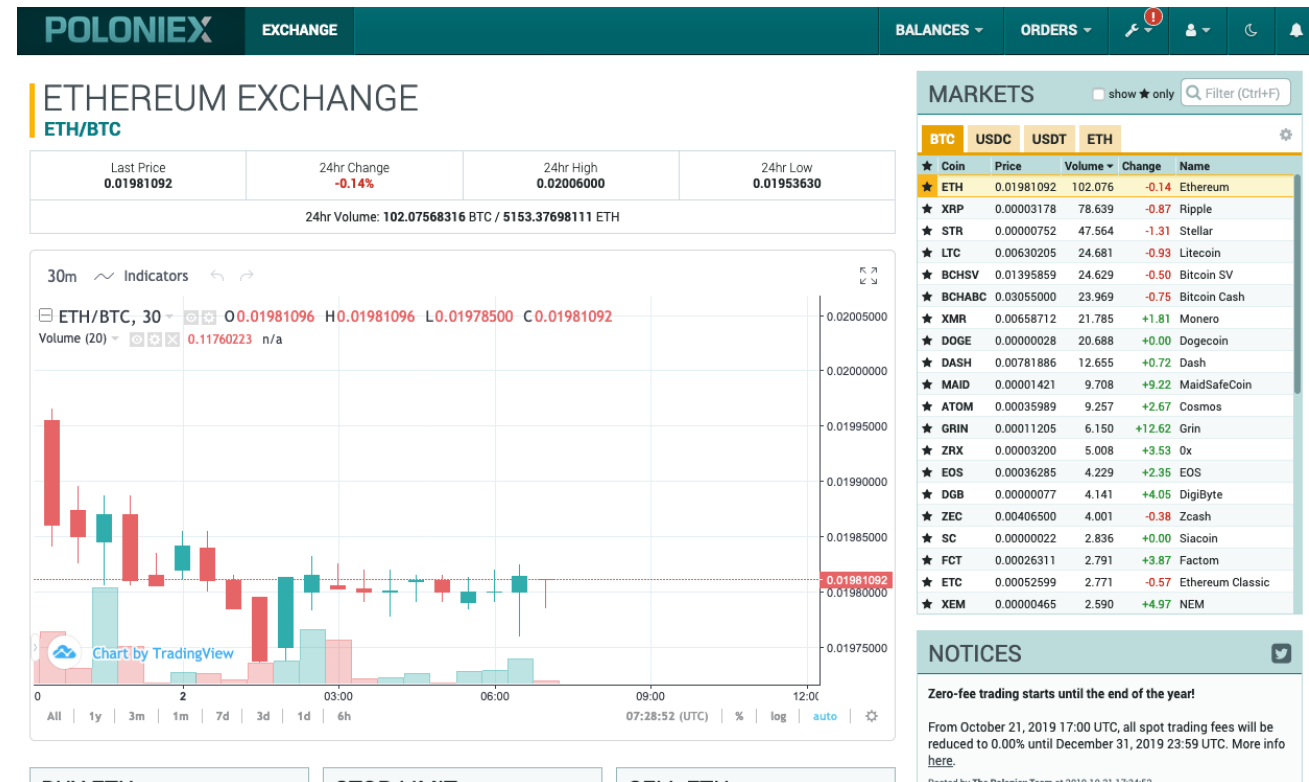 POLONIEX EXCHANGE BALANCES ORDERS !
ETHEREUM EXCHANGE
ETH/BTC
Last Price 24hr Change 24hr High 24hr Low
0.01981092 -0.14% 0.02006000 0.01953630
24hr Volume: 102.07568316 BTC / 5153.37698111 ETH
30m Indicators
ETH/BTC, 30 O0.01981096 H0.01981096 L0.01978500 C0.01981092
Volume (20) 0.11760223 n/a
0.02005000
0.02000000
0.01995000
0.01990000
0.01985000
0.01981092
0.01980000
0.01975000
Chart by TradingView
0 2 03:00 06:00 09:00 12:00
All 1y 3m 1m 7d 3d 1d 6h 07:28:52 (UTC) % log auto
MARKETS show ★ only Filter (Ctrl+F)
BTC USDC USDT ETH
★ Coin Price Volume Change Name
★ ETH 0.01981092 102.076 -0.14 Ethereum
★ XRP 0.00003178 78.639 -0.87 Ripple
★ STR 0.00000752 47.564 -1.31 Stellar
★ LTC 0.00630205 24.681 -0.93 Litecoin
★ BCHSV 0.01395859 24.629 -0.50 Bitcoin SV
★ BCHABC 0.03055000 23.969 -0.75 Bitcoin Cash
★ XMR 0.00658712 21.785 +1.81 Monero
★ DOGE 0.00000028 20.688 +0.00 Dogecoin
★ DASH 0.00781886 12.655 +0.72 Dash
★ MAID 0.00001421 9.708 +9.22 MaidSafeCoin
★ ATOM 0.00035989 9.257 +2.67 Cosmos
★ GRIN 0.00011205 6.150 +12.62 Grin
★ ZRX 0.00003200 5.008 +3.53 0x
★ EOS 0.00036285 4.229 +2.35 EOS
★ DGB 0.00000077 4.141 +4.05 DigiByte
★ ZEC 0.00406500 4.001 -0.38 Zcash
★ SC 0.00000022 2.836 +0.00 Siacoin
★ FCT 0.00026311 2.791 +3.87 Factom
★ ETC 0.00052599 2.771 -0.57 Ethereum Classic
★ XEM 0.00000465 2.590 +4.97 NEM
NOTICES
Zero-fee trading starts until the end of the year!
From October 21, 2019 17:00 UTC, all spot trading fees will be
reduced to 0.00% until December 31, 2019 23:59 UTC. More info
here.